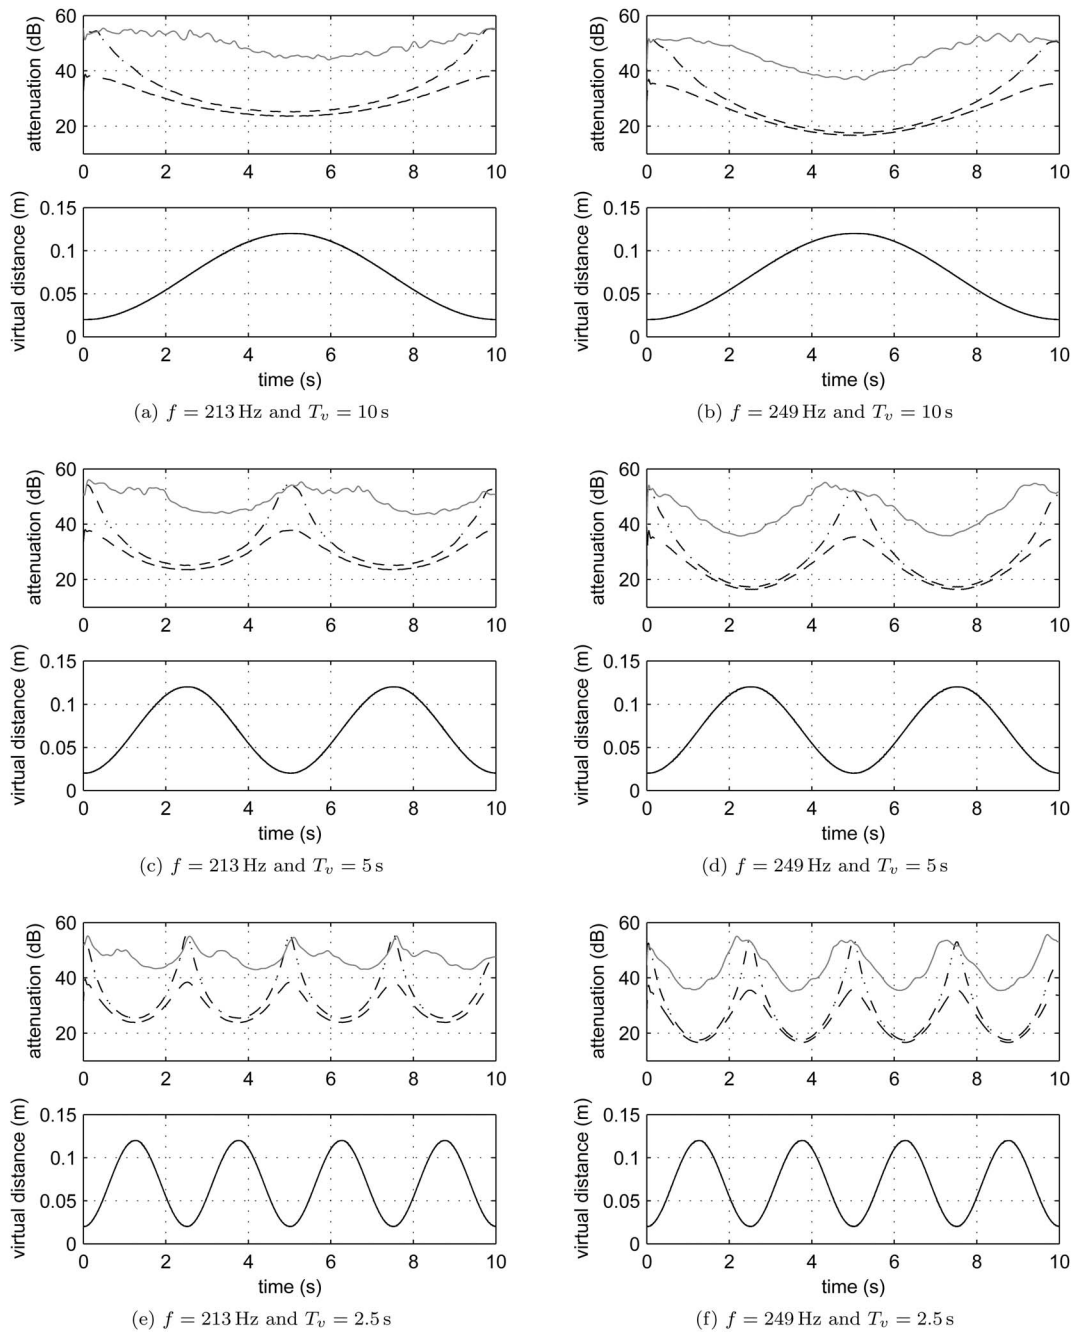 60
40
20
attenuation (dB)
0 2 4 6 8 10
0.15
0.1
0.05
0
virtual distance (m)
0 2 4 6 8 10
time (s)
(a) f = 213 Hz and T_v = 10 s
60
40
20
attenuation (dB)
0 2 4 6 8 10
0.15
0.1
0.05
0
virtual distance (m)
0 2 4 6 8 10
time (s)
(b) f = 249 Hz and T_v = 10 s
60
40
20
attenuation (dB)
0 2 4 6 8 10
0.15
0.1
0.05
0
virtual distance (m)
0 2 4 6 8 10
time (s)
(c) f = 213 Hz and T_v = 5 s
60
40
20
attenuation (dB)
0 2 4 6 8 10
0.15
0.1
0.05
0
virtual distance (m)
0 2 4 6 8 10
time (s)
(d) f = 249 Hz and T_v = 5 s
60
40
20
attenuation (dB)
0 2 4 6 8 10
0.15
0.1
0.05
0
virtual distance (m)
0 2 4 6 8 10
time (s)
(e) f = 213 Hz and T_v = 2.5 s
60
40
20
attenuation (dB)
0 2 4 6 8 10
0.15
0.1
0.05
0
virtual distance (m)
0 2 4 6 8 10
time (s)
(f) f = 249 Hz and T_v = 2.5 s